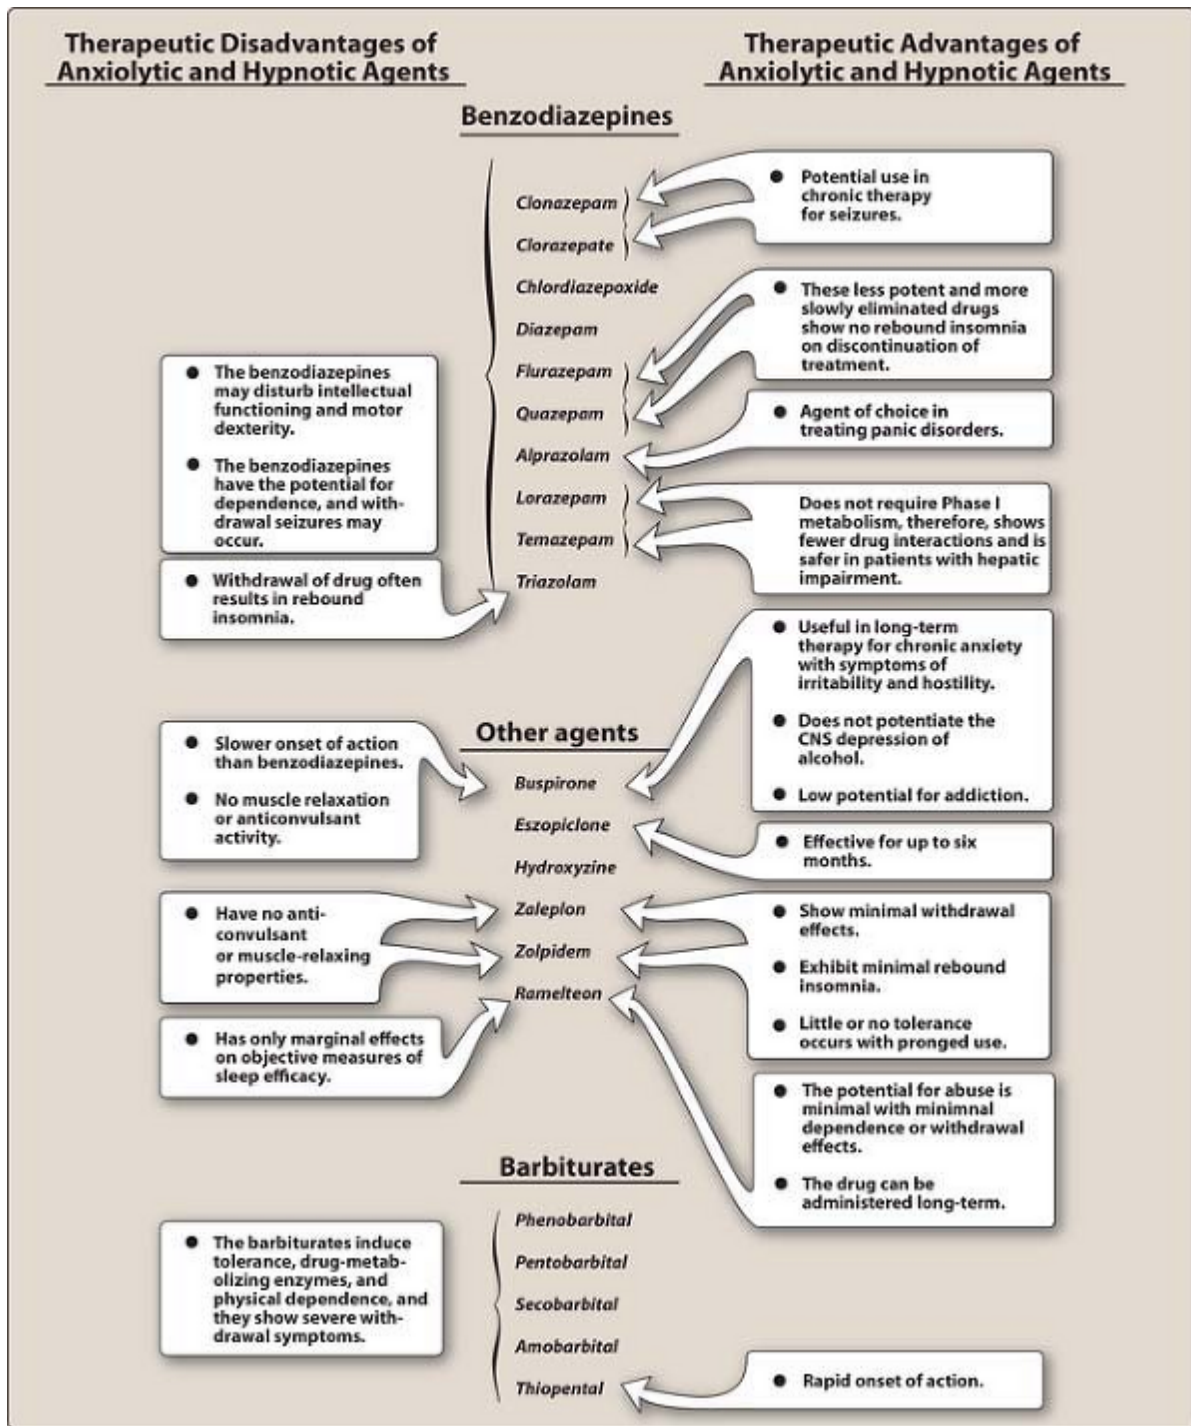 Therapeutic Disadvantages of
Anxiolytic and Hypnotic Agents
Therapeutic Advantages of
Anxiolytic and Hypnotic Agents
Benzodiazepines
Clonazepam
Clorazepate
Chlordiazepoxide
Diazepam
Flurazepam
Quazepam
Alprazolam
Lorazepam
Temazepam
Triazolam
● The benzodiazepines
may disturb intellectual
functioning and motor
dexterity.
● The benzodiazepines
have the potential for
dependence, and with-
drawal seizures may
occur.
● Withdrawal of drug often
results in rebound
insomnia.
● Potential use in
chronic therapy
for seizures.
● These less potent and more
slowly eliminated drugs
show no rebound insomnia
on discontinuation of
treatment.
● Agent of choice in
treating panic disorders.
Does not require Phase I
metabolism, therefore, shows
fewer drug interactions and is
safer in patients with hepatic
impairment.
Other agents
Buspirone
Eszopiclone
Hydroxyzine
Zaleplon
Zolpidem
Ramelteon
● Slower onset of action
than benzodiazepines.
● No muscle relaxation
or anticonvulsant
activity.
● Have no anti-
convulsant
or muscle-relaxing
properties.
● Has only marginal effects
on objective measures of
sleep efficacy.
● Useful in long-term
therapy for chronic anxiety
with symptoms of
irritability and hostility.
● Does not potentiate the
CNS depression of
alcohol.
● Low potential for addiction.
● Effective for up to six
months.
● Show minimal withdrawal
effects.
● Exhibit minimal rebound
insomnia.
● Little or no tolerance
occurs with pronged use.
● The potential for abuse is
minimal with minimnal
dependence or withdrawal
effects.
● The drug can be
administered long-term.
Barbiturates
Phenobarbital
Pentobarbital
Secobarbital
Amobarbital
Thiopental
● The barbiturates induce
tolerance, drug-metab-
olizing enzymes, and
physical dependence, and
they show severe with-
drawal symptoms.
● Rapid onset of action.